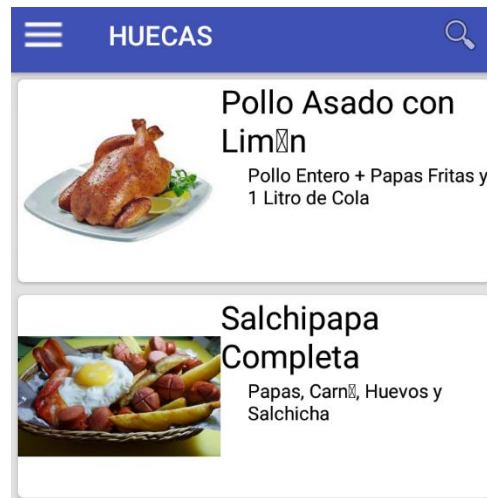 HUECAS
Pollo Asado con
Lim▯n
Pollo Entero + Papas Fritas y
1 Litro de Cola
Salchipapa
Completa
Papas, Carn▯, Huevos y
Salchicha